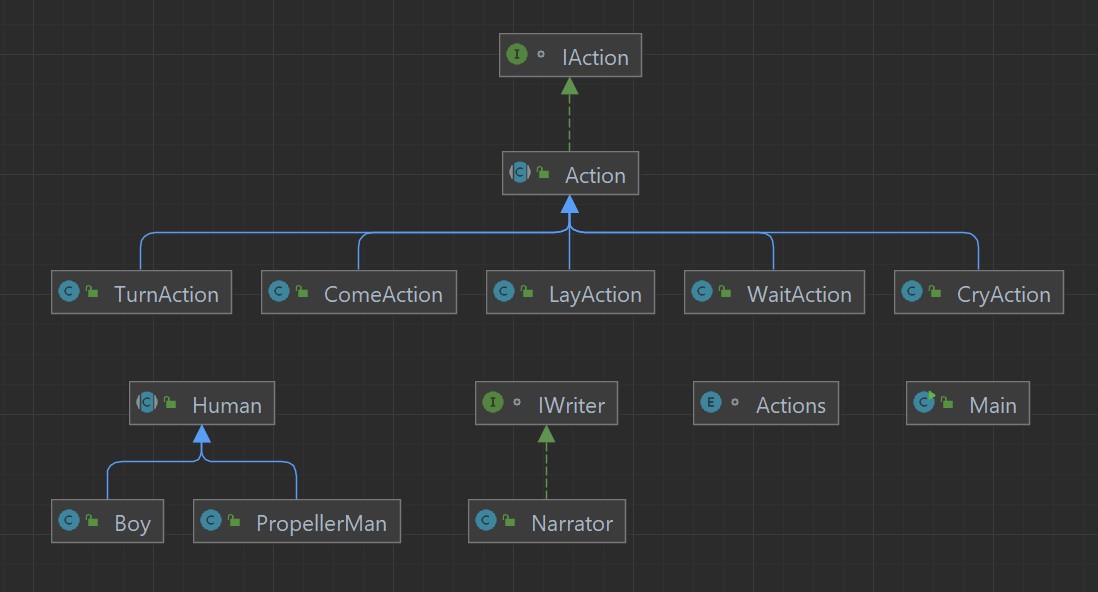 I IAction
C Action
C TurnAction
C ComeAction
C LayAction
C WaitAction
C CryAction
C Human
I IWriter
E Actions
C Main
C Boy
C PropellerMan
C Narrator